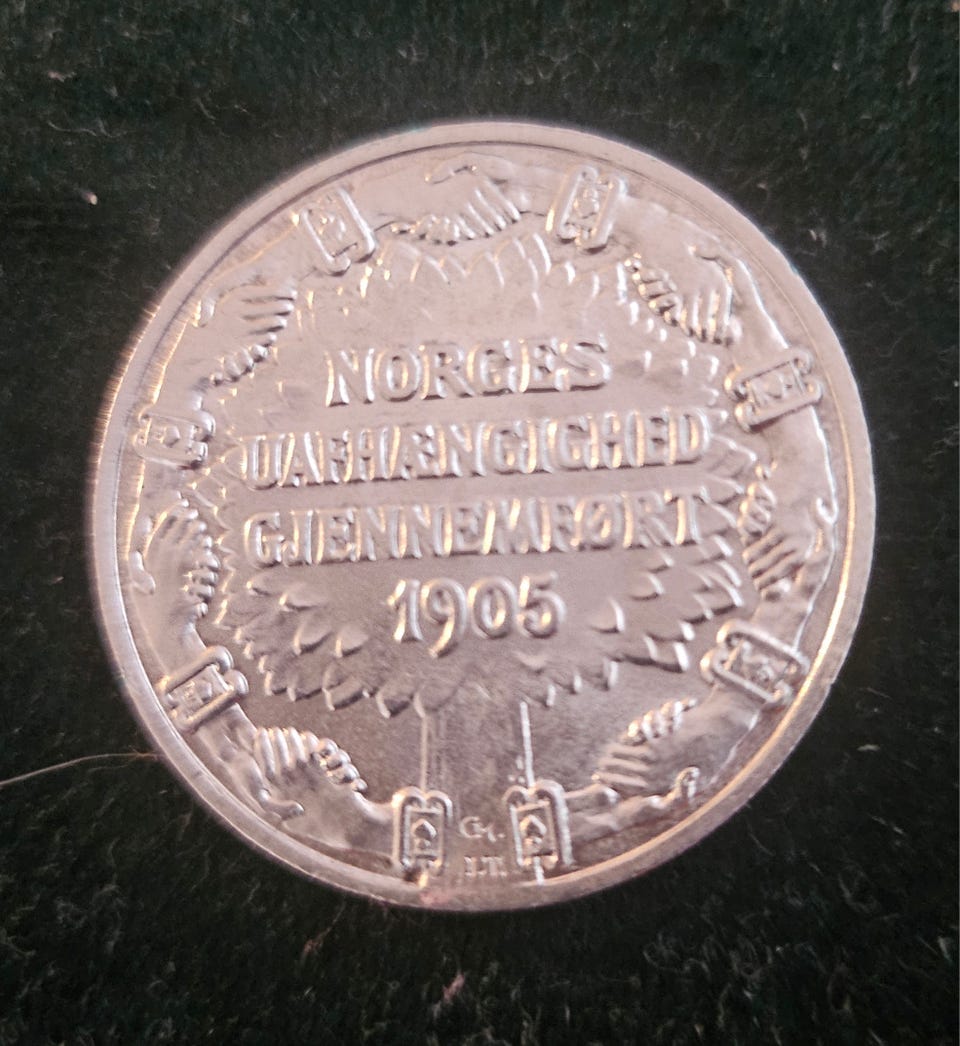 NORGES
UAFHÆNGIGHED
GJENNEMFØRT
1905
I.T.